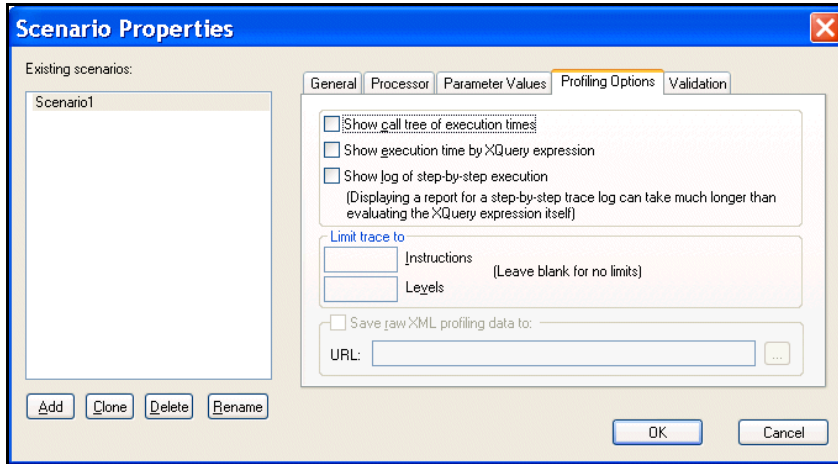 Scenario Properties
Existing scenarios:
Scenario1
Add
Clone
Delete
Rename
General
Processor
Parameter Values
Profiling Options
Validation
Show call tree of execution times
Show execution time by XQuery expression
Show log of step-by-step execution
(Displaying a report for a step-by-step trace log can take much longer than
evaluating the XQuery expression itself)
Limit trace to
Instructions
(Leave blank for no limits)
Levels
Save raw XML profiling data to:
URL:
...
OK
Cancel